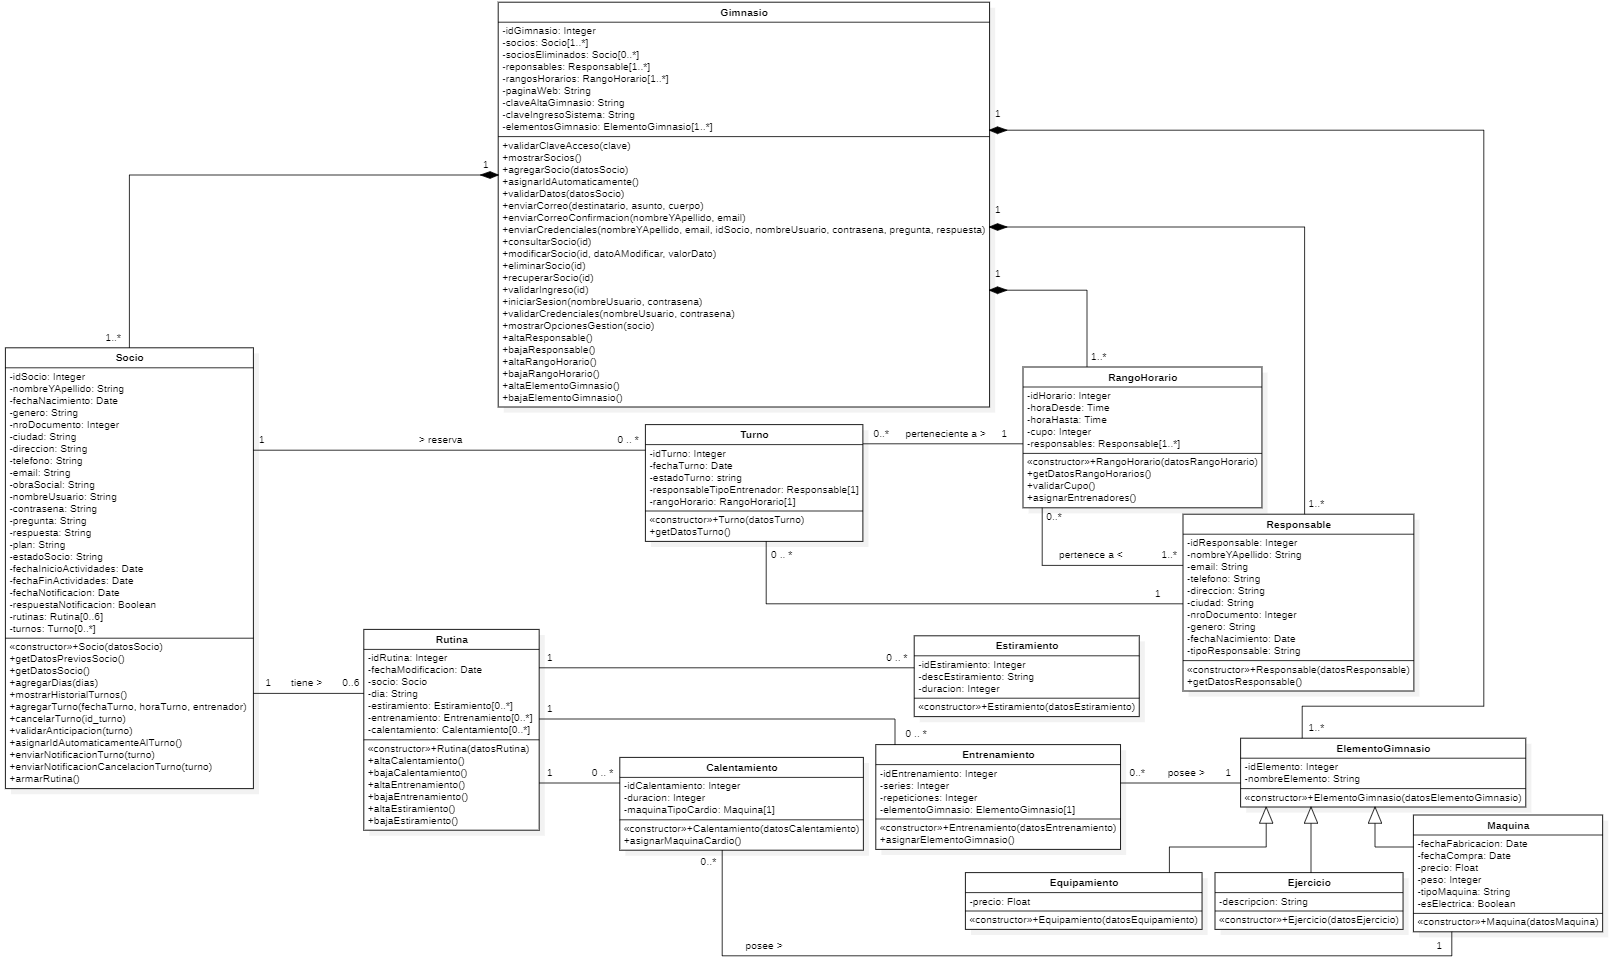 Gimnasio
-idGimnasio: Integer
-socios: Socio[1..*]
-sociosEliminados: Socio[0..*]
-reponsables: Responsable[1..*]
-rangosHorarios: RangoHorario[1..*]
-paginaWeb: String
-claveAltaGimnasio: String
-claveIngresoSistema: String
-elementosGimnasio: ElementoGimnasio[1..*]
+validarClaveAcceso(clave)
+mostrarSocios()
+agregarSocio(datosSocio)
+asignarIdAutomaticamente()
+validarDatos(datosSocio)
+enviarCorreo(destinatario, asunto, cuerpo)
+enviarCorreoConfirmacion(nombreYApellido, email)
+enviarCredenciales(nombreYApellido, email, idSocio, nombreUsuario, contrasena, pregunta, respuesta)
+consultarSocio(id)
+modificarSocio(id, datoAModificar, valorDato)
+eliminarSocio(id)
+recuperarSocio(id)
+validarIngreso(id)
+iniciarSesion(nombreUsuario, contrasena)
+validarCredenciales(nombreUsuario, contrasena)
+mostrarOpcionesGestion(socio)
+altaResponsable()
+bajaResponsable()
+altaRangoHorario()
+bajaRangoHorario()
+altaElementoGimnasio()
+bajaElementoGimnasio()
1
1..*
1
1..*
1
1..*
1
1..*
Socio
-idSocio: Integer
-nombreYApellido: String
-fechaNacimiento: Date
-genero: String
-nroDocumento: Integer
-ciudad: String
-direccion: String
-telefono: String
-email: String
-obraSocial: String
-nombreUsuario: String
-contrasena: String
-pregunta: String
-respuesta: String
-plan: String
-estadoSocio: String
-fechaInicioActividades: Date
-fechaFinActividades: Date
-fechaNotificacion: Date
-respuestaNotificacion: Boolean
-rutinas: Rutina[0..6]
-turnos: Turno[0..*]
«constructor»+Socio(datosSocio)
+getDatosPreviosSocio()
+getDatosSocio()
+agregarDias(dias)
+mostrarHistorialTurnos()
+agregarTurno(fechaTurno, horaTurno, entrenador)
+cancelarTurno(id_turno)
+validarAnticipacion(turno)
+asignarIdAutomaticamenteAlTurno()
+enviarNotificacionTurno(turno)
+enviarNotificacionCancelacionTurno(turno)
+armarRutina()
1
> reserva
0 .. *
Turno
-idTurno: Integer
-fechaTurno: Date
-estadoTurno: string
-responsableTipoEntrenador: Responsable[1]
-rangoHorario: RangoHorario[1]
«constructor»+Turno(datosTurno)
+getDatosTurno()
0..*
perteneciente a >
1
0 .. *
1
RangoHorario
-idHorario: Integer
-horaDesde: Time
-horaHasta: Time
-cupo: Integer
-responsables: Responsable[1..*]
«constructor»+RangoHorario(datosRangoHorario)
+getDatosRangoHorarios()
+validarCupo()
+asignarEntrenadores()
0..*
pertenece a <
1..*
Responsable
-idResponsable: Integer
-nombreYApellido: String
-email: String
-telefono: String
-direccion: String
-ciudad: String
-nroDocumento: Integer
-genero: String
-fechaNacimiento: Date
-tipoResponsable: String
«constructor»+Responsable(datosResponsable)
+getDatosResponsable()
1
tiene >
0..6
Rutina
-idRutina: Integer
-fechaModificacion: Date
-socio: Socio
-dia: String
-estiramiento: Estiramiento[0..*]
-entrenamiento: Entrenamiento[0..*]
-calentamiento: Calentamiento[0..*]
«constructor»+Rutina(datosRutina)
+altaCalentamiento()
+bajaCalentamiento()
+altaEntrenamiento()
+bajaEntrenamiento()
+altaEstiramiento()
+bajaEstiramiento()
1
0 .. *
1
0 .. *
1
0 .. *
Estiramiento
-idEstiramiento: Integer
-descEstiramiento: String
-duracion: Integer
«constructor»+Estiramiento(datosEstiramiento)
Calentamiento
-idCalentamiento: Integer
-duracion: Integer
-maquinaTipoCardio: Maquina[1]
«constructor»+Calentamiento(datosCalentamiento)
+asignarMaquinaCardio()
0..*
posee >
1
Entrenamiento
-idEntrenamiento: Integer
-series: Integer
-repeticiones: Integer
-elementoGimnasio: ElementoGimnasio[1]
«constructor»+Entrenamiento(datosEntrenamiento)
+asignarElementoGimnasio()
0..*
posee >
1
ElementoGimnasio
-idElemento: Integer
-nombreElemento: String
«constructor»+ElementoGimnasio(datosElementoGimnasio)
Equipamiento
-precio: Float
«constructor»+Equipamiento(datosEquipamiento)
Ejercicio
-descripcion: String
«constructor»+Ejercicio(datosEjercicio)
Maquina
-fechaFabricacion: Date
-fechaCompra: Date
-precio: Float
-peso: Integer
-tipoMaquina: String
-esElectrica: Boolean
«constructor»+Maquina(datosMaquina)